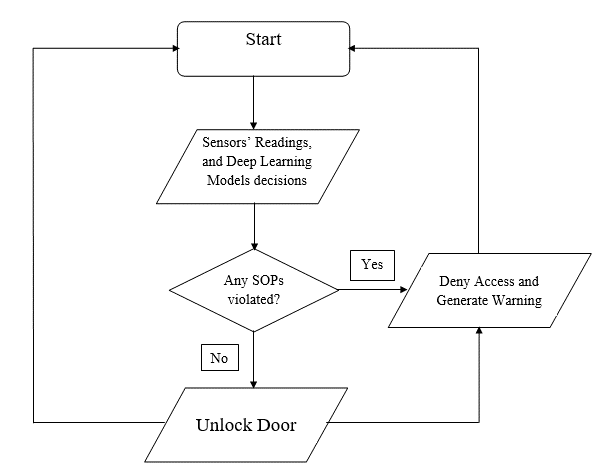 Start
Sensors' Readings,
and Deep Learning
Models decisions
Any SOPs
violated?
Yes
Deny Access and
Generate Warning
No
Unlock Door